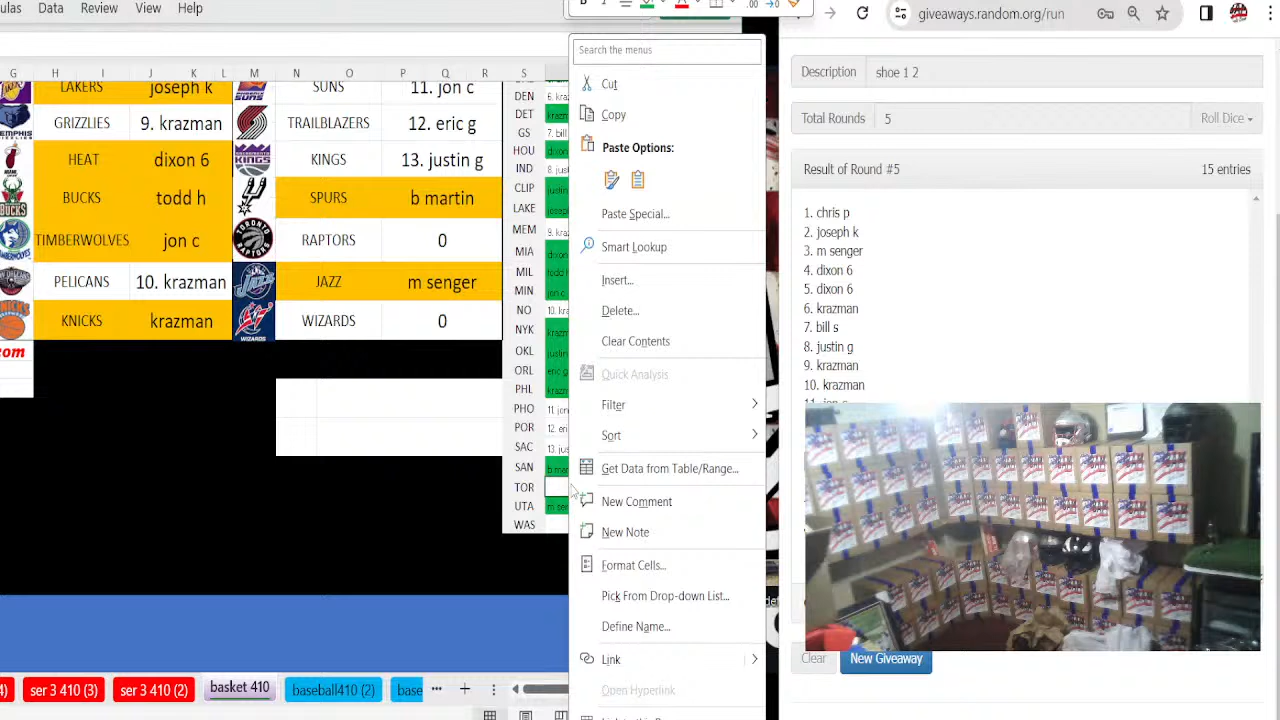 ulas Data Review View Help
G H I J K L M N O P Q R S
LAKERS joseph k SUNS 11. jon c
GRIZZLIES 9. krazman TRAILBLAZERS 12. eric g
HEAT dixon 6 KINGS 13. justin g
BUCKS todd h SPURS b martin
TIMBERWOLVES jon c RAPTORS 0
PELICANS 10. krazman JAZZ m senger
KNICKS krazman WIZARDS 0
DEN
DET
GS
HOU
IND
CLIP
LAKE
MEM
MIA
MIL
MIN
NO
NYK
OKL
ORL
PHL
PHO
POR
SAC
SAN
TOR
UTA
WAS
Search the menus
Cut
Copy
Paste Options:
Paste Special...
Smart Lookup
Insert...
Delete...
Clear Contents
Quick Analysis
Filter
Sort
Get Data from Table/Range...
New Comment
New Note
Format Cells...
Pick From Drop-down List...
Define Name...
Link
Open Hyperlink
giveaways.random.org/run
Description shoe 1 2
Total Rounds 5 Roll Dice
Result of Round #5 15 entries
1. chris p
2. joseph k
3. m senger
4. dixon 6
5. dixon 6
6. krazman
7. bill s
8. justin g
9. krazman
10. krazman
Clear New Giveaway
ser 3 410 (3) ser 3 410 (2) basket 410 baseball410 (2) base